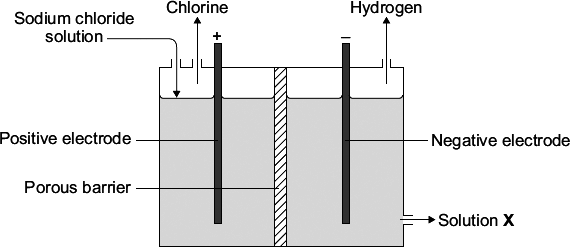 Chlorine
Hydrogen
Sodium chloride
solution
+
–
Positive electrode
Negative electrode
Porous barrier
Solution X